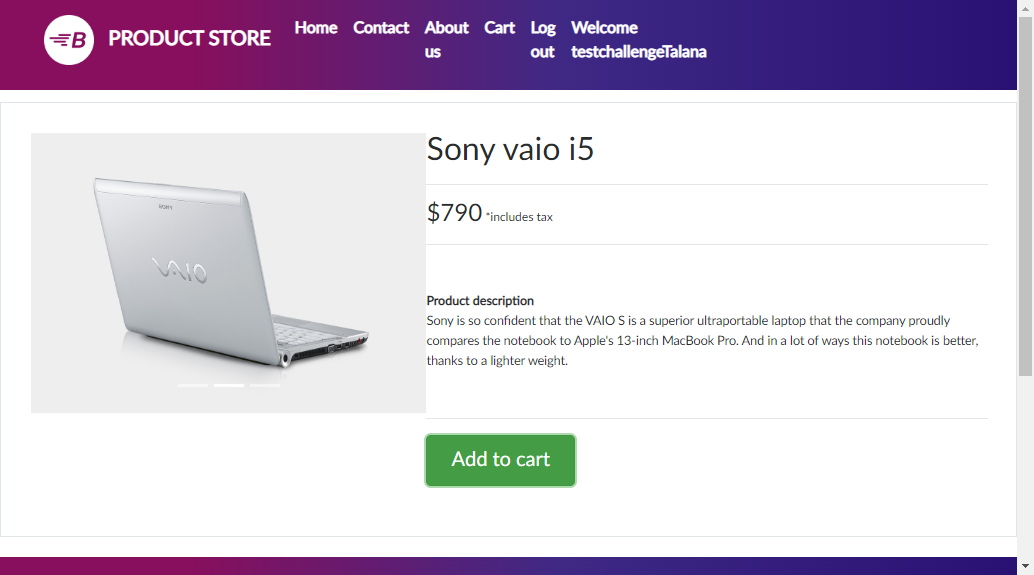 B PRODUCT STORE Home Contact About us Cart Log out Welcome testchallengeTalana
SONY
VAIO
Sony vaio i5
$790 *includes tax
Product description
Sony is so confident that the VAIO S is a superior ultraportable laptop that the company proudly
compares the notebook to Apple's 13-inch MacBook Pro. And in a lot of ways this notebook is better,
thanks to a lighter weight.
Add to cart